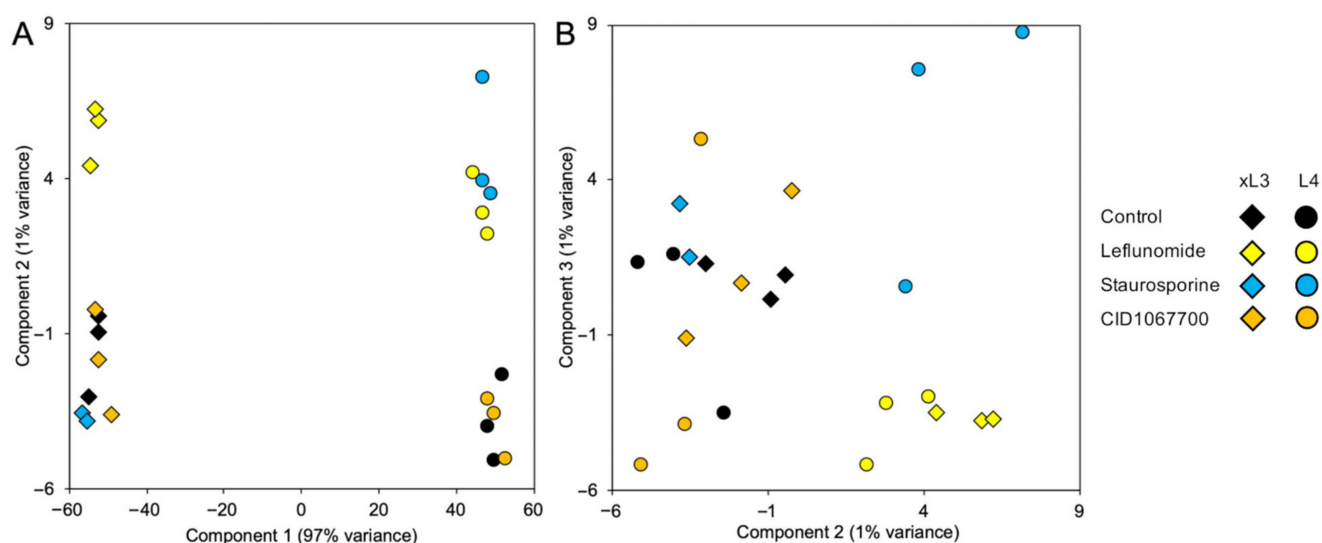 A
9
4
−1
−6
Component 2 (1% variance)
−60
−40
−20
0
20
40
60
Component 1 (97% variance)
B
9
4
−1
−6
Component 3 (1% variance)
−6
−1
4
9
Component 2 (1% variance)
xL3 L4
Control
Leflunomide
Staurosporine
CID1067700